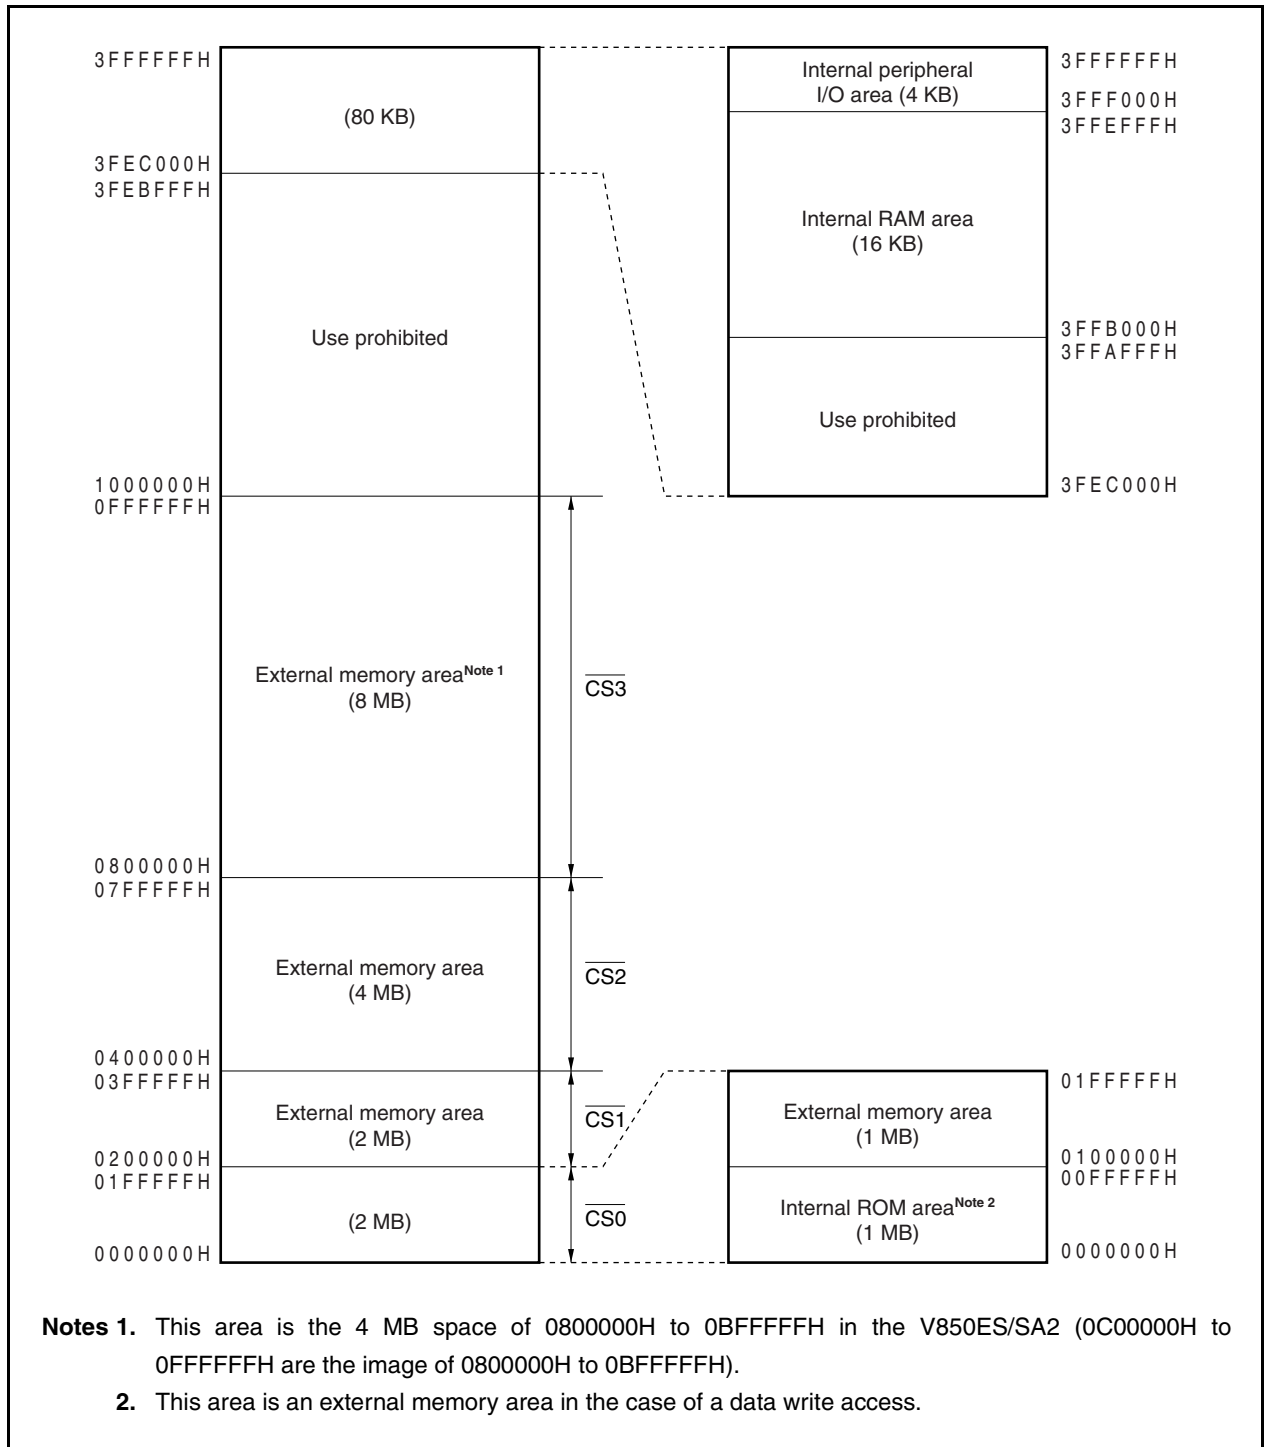 3FFFFFFH
(80 KB)
3FEC000H
3FEBFFFH
Use prohibited
1000000H
0FFFFFFH
External memory areaNote 1
(8 MB)
CS3
0800000H
07FFFFFH
External memory area
(4 MB)
CS2
0400000H
03FFFFFH
External memory area
(2 MB)
CS1
0200000H
01FFFFFH
(2 MB)
CS0
0000000H
Internal peripheral
I/O area (4 KB)
3FFFFFFH
3FFF000H
3FFEFFFH
Internal RAM area
(16 KB)
3FFB000H
3FFAFFFH
Use prohibited
3FEC000H
01FFFFFH
External memory area
(1 MB)
0100000H
00FFFFFH
Internal ROM areaNote 2
(1 MB)
0000000H
Notes 1. This area is the 4 MB space of 0800000H to 0BFFFFFH in the V850ES/SA2 (0C00000H to
0FFFFFFH are the image of 0800000H to 0BFFFFFH).
2. This area is an external memory area in the case of a data write access.